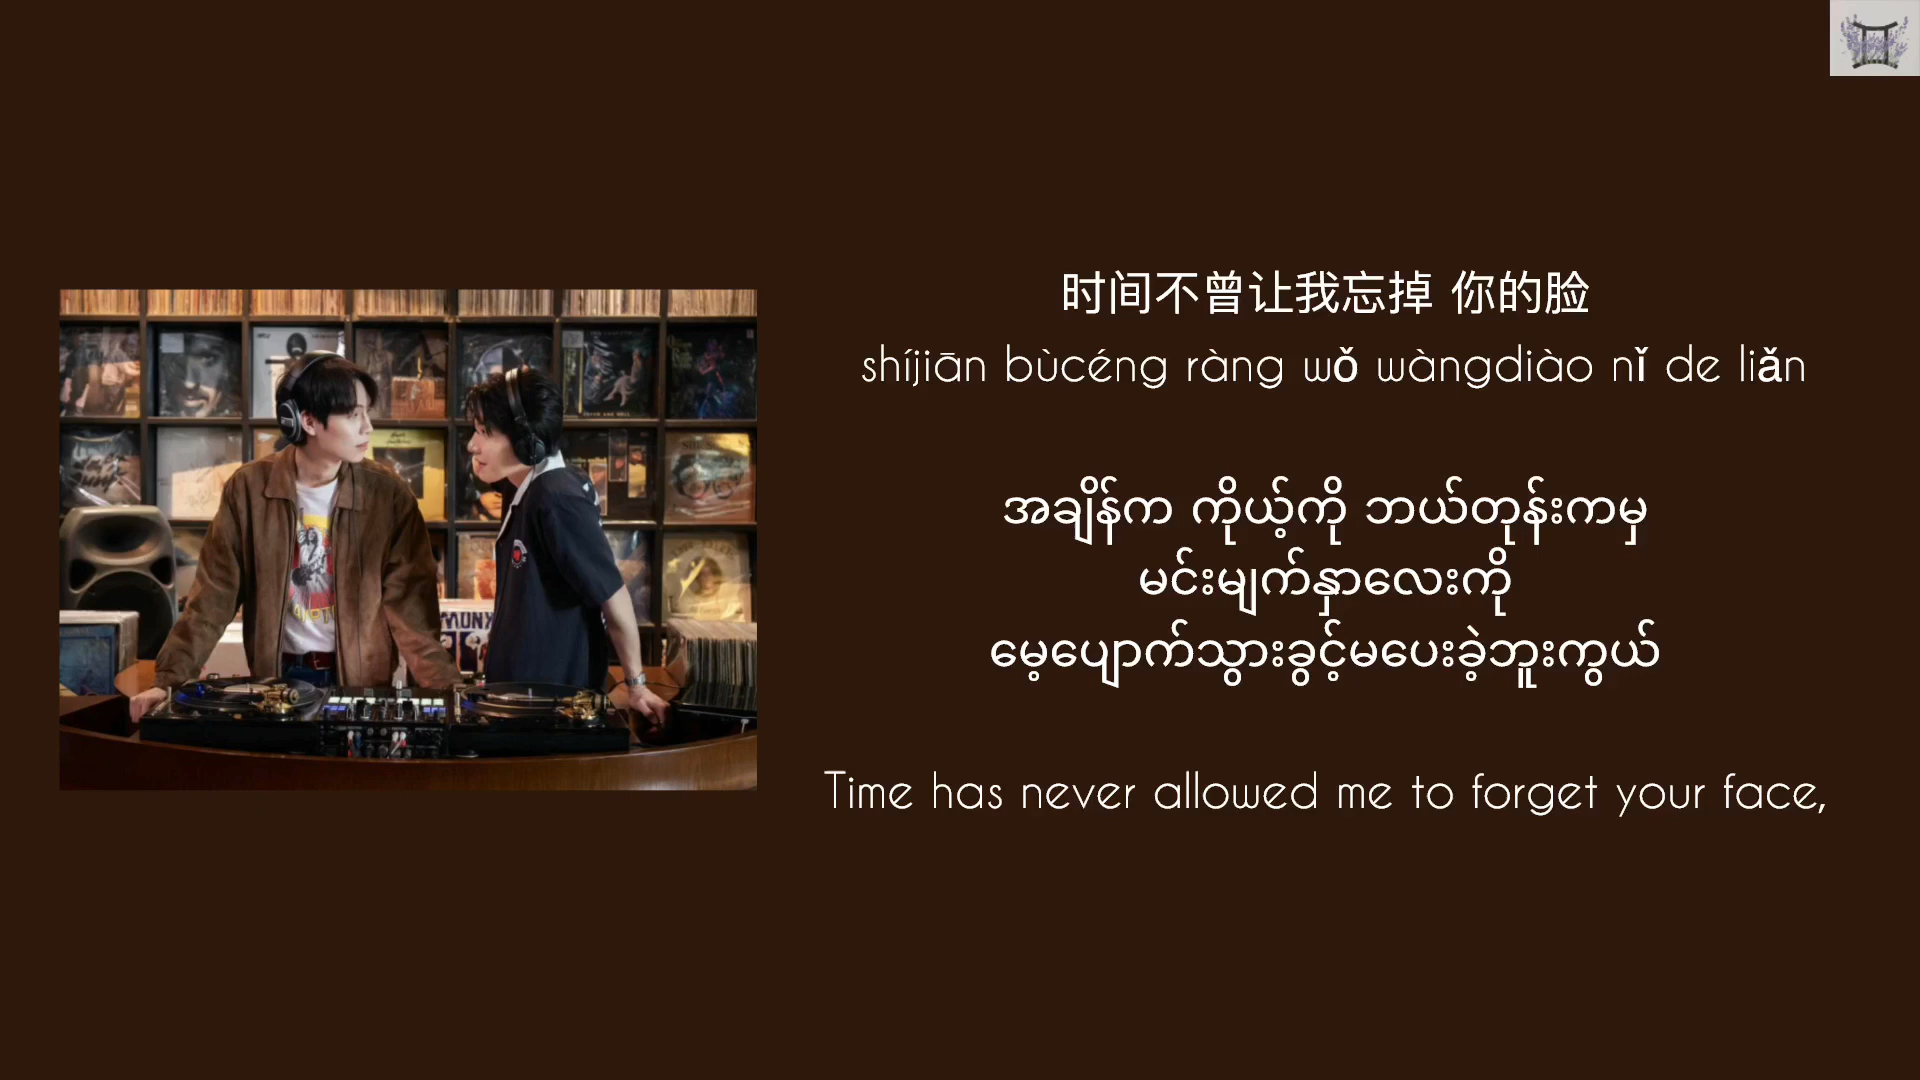 时间不曾让我忘掉 你的脸
shíjiān bùcéng ràng wǒ wàngdiào nǐ de liǎn
အချိန်က ကိုယ့်ကို ဘယ်တုန်းကမှ
မင်းမျက်နှာလေးကို
မေ့ပျောက်သွားခွင့်မပေးခဲ့ဘူးကွယ်
Time has never allowed me to forget your face,